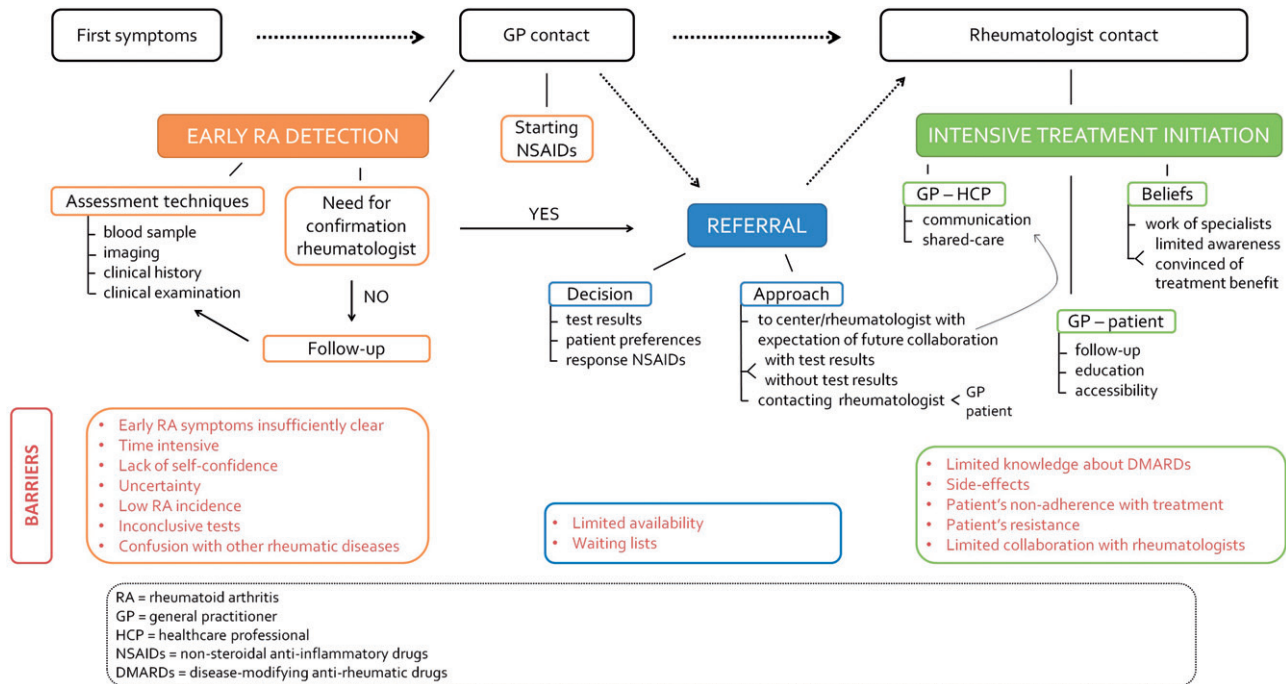 First symptoms
GP contact
Rheumatologist contact
EARLY RA DETECTION
Starting
NSAIDs
INTENSIVE TREATMENT INITIATION
Assessment techniques
blood sample
imaging
clinical history
clinical examination
Need for
confirmation
rheumatologist
YES
NO
Follow-up
REFERRAL
Decision
test results
patient preferences
response NSAIDs
Approach
to center/rheumatologist with
expectation of future collaboration
with test results
without test results
contacting rheumatologist < GP
patient
GP – HCP
communication
shared-care
Beliefs
work of specialists
limited awareness
convinced of
treatment benefit
GP – patient
follow-up
education
accessibility
BARRIERS
• Early RA symptoms insufficiently clear
• Time intensive
• Lack of self-confidence
• Uncertainty
• Low RA incidence
• Inconclusive tests
• Confusion with other rheumatic diseases
• Limited availability
• Waiting lists
• Limited knowledge about DMARDs
• Side-effects
• Patient's non-adherence with treatment
• Patient's resistance
• Limited collaboration with rheumatologists
RA = rheumatoid arthritis
GP = general practitioner
HCP = healthcare professional
NSAIDs = non-steroidal anti-inflammatory drugs
DMARDs = disease-modifying anti-rheumatic drugs